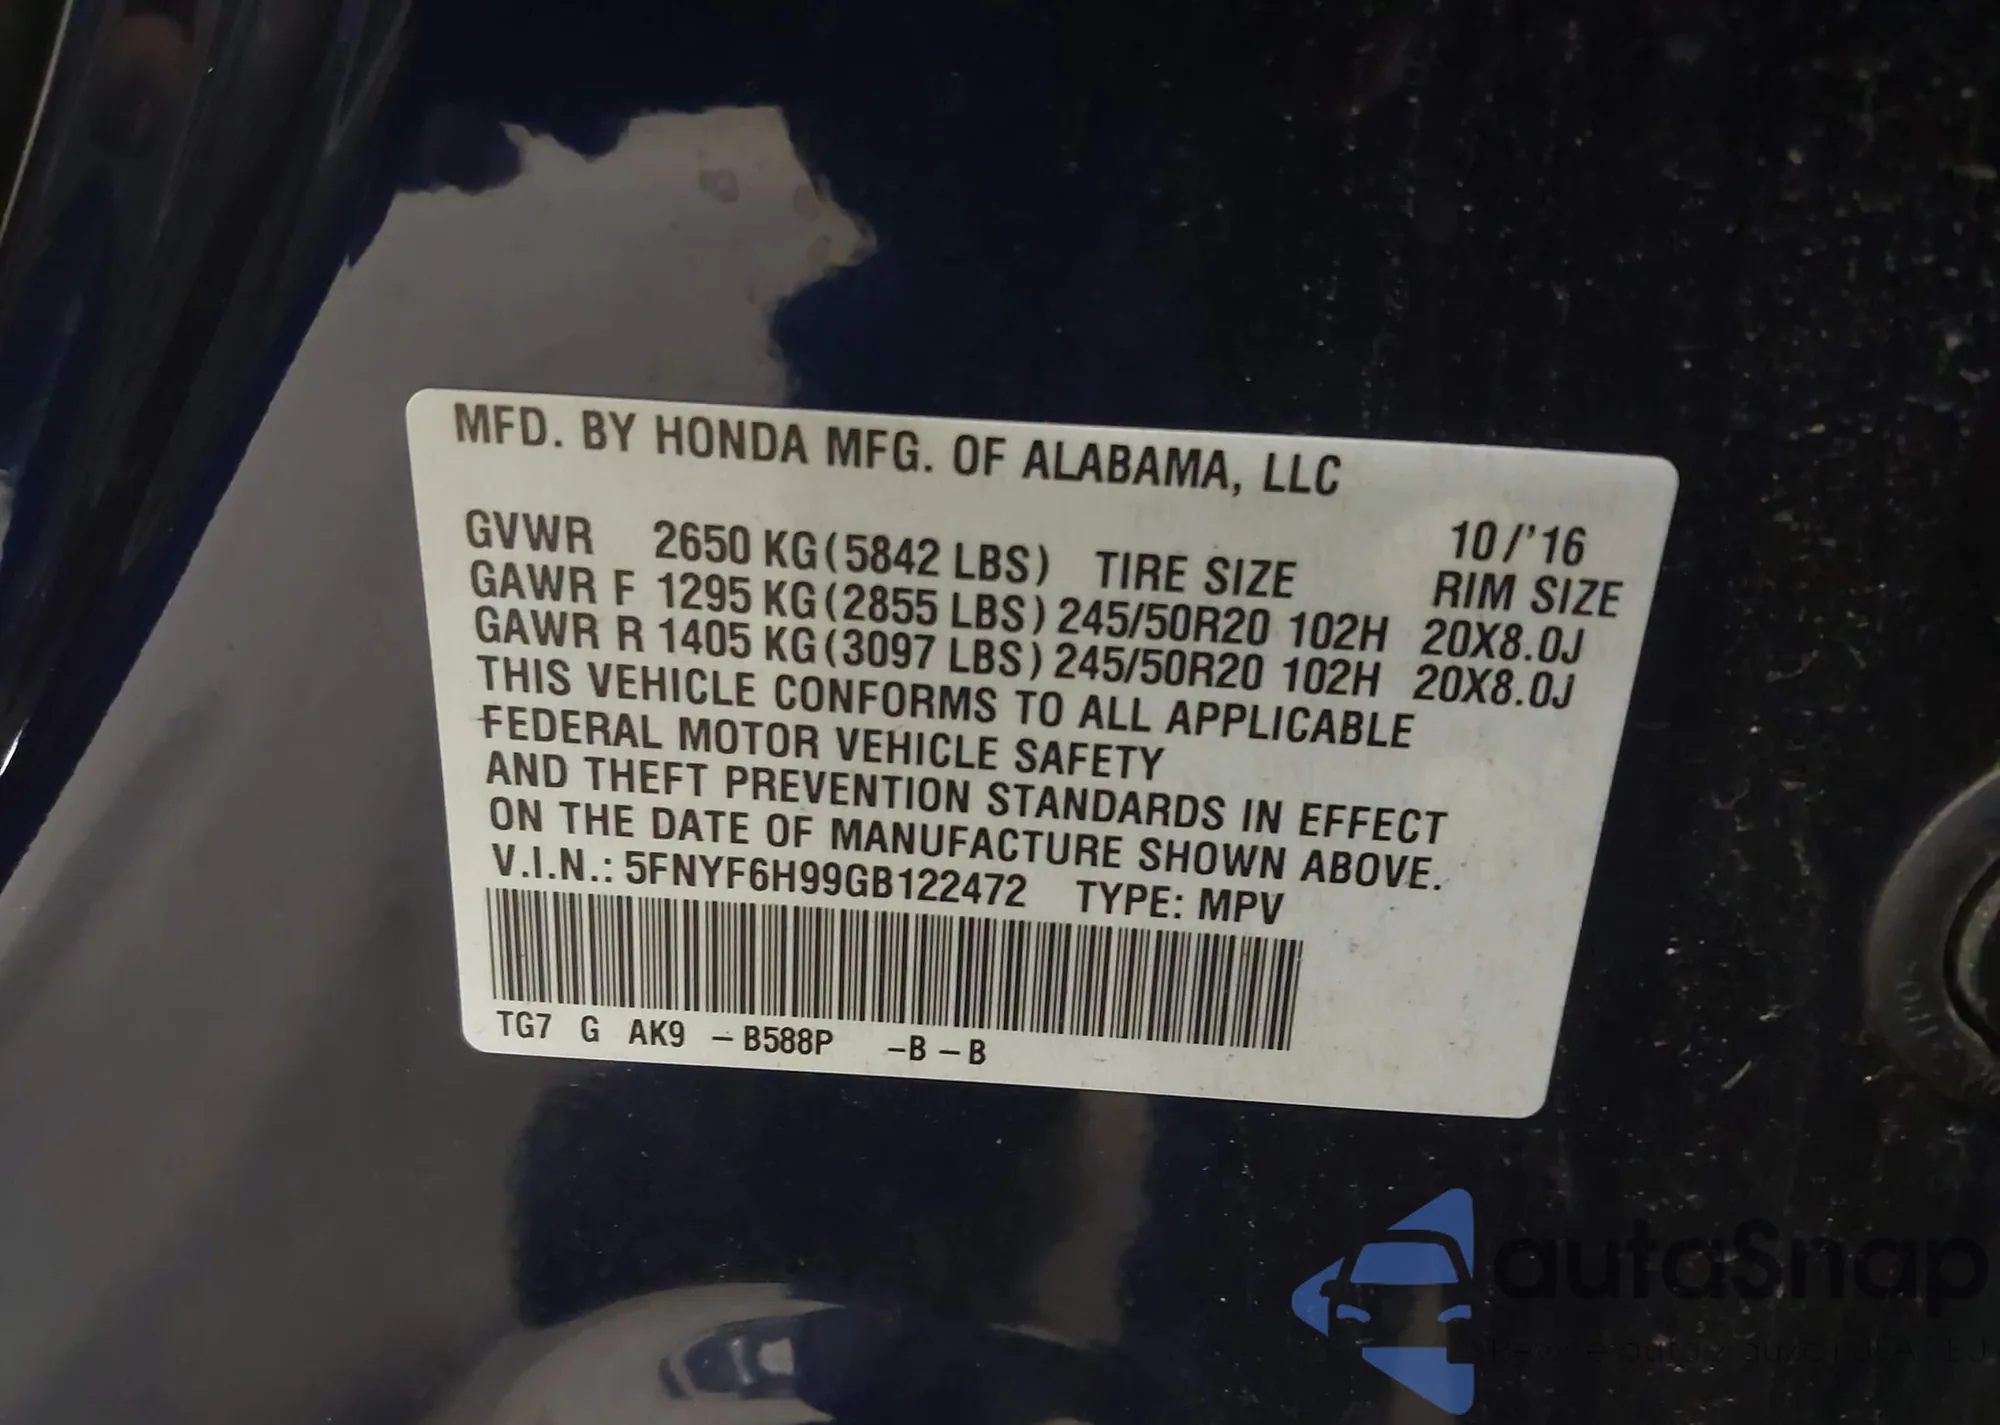 MFD. BY HONDA MFG. OF ALABAMA, LLC
10/'16
GVWR 2650 KG(5842 LBS) TIRE SIZE RIM SIZE
GAWR F 1295 KG(2855 LBS) 245/50R20 102H 20X8.0J
GAWR R 1405 KG(3097 LBS) 245/50R20 102H 20X8.0J
THIS VEHICLE CONFORMS TO ALL APPLICABLE
FEDERAL MOTOR VEHICLE SAFETY
AND THEFT PREVENTION STANDARDS IN EFFECT
ON THE DATE OF MANUFACTURE SHOWN ABOVE.
V.I.N.: 5FNYF6H99GB122472 TYPE: MPV
TG7 G AK9 – B588P –B – B
autaSnap